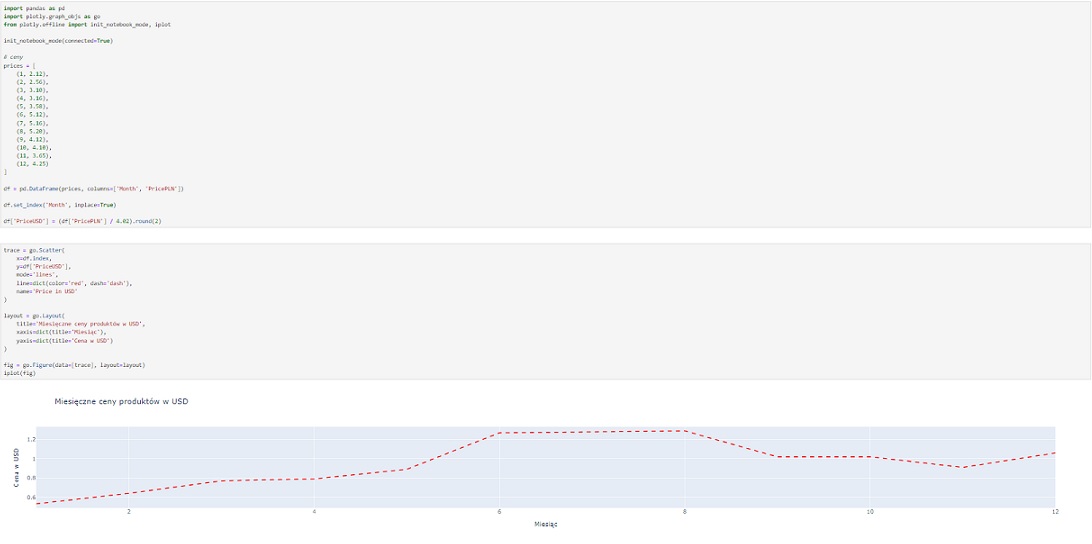 import pandas as pd
import plotly.graph_objs as go
from plotly.offline import init_notebook_mode, iplot
init_notebook_mode(connected=True)
# ceny
prices = [
    (1, 2.12),
    (2, 2.56),
    (3, 3.10),
    (4, 3.16),
    (5, 3.58),
    (6, 5.12),
    (7, 5.16),
    (8, 5.20),
    (9, 4.12),
    (10, 4.10),
    (11, 3.65),
    (12, 4.25)
]
df = pd.DataFrame(prices, columns=['Month', 'PricePLN'])
df.set_index('Month', inplace=True)
df['PriceUSD'] = (df['PricePLN'] / 4.02).round(2)
trace = go.Scatter(
    x=df.index,
    y=df['PriceUSD'],
    mode='lines',
    line=dict(color='red', dash='dash'),
    name='Price in USD'
)
layout = go.Layout(
    title='Miesięczne ceny produktów w USD',
    xaxis=dict(title='Miesiąc'),
    yaxis=dict(title='Cena w USD')
)
fig = go.Figure(data=[trace], layout=layout)
iplot(fig)
Miesięczne ceny produktów w USD
Cena w USD
1.2
1
0.8
0.6
2 4 6 8 10 12
Miesiąc